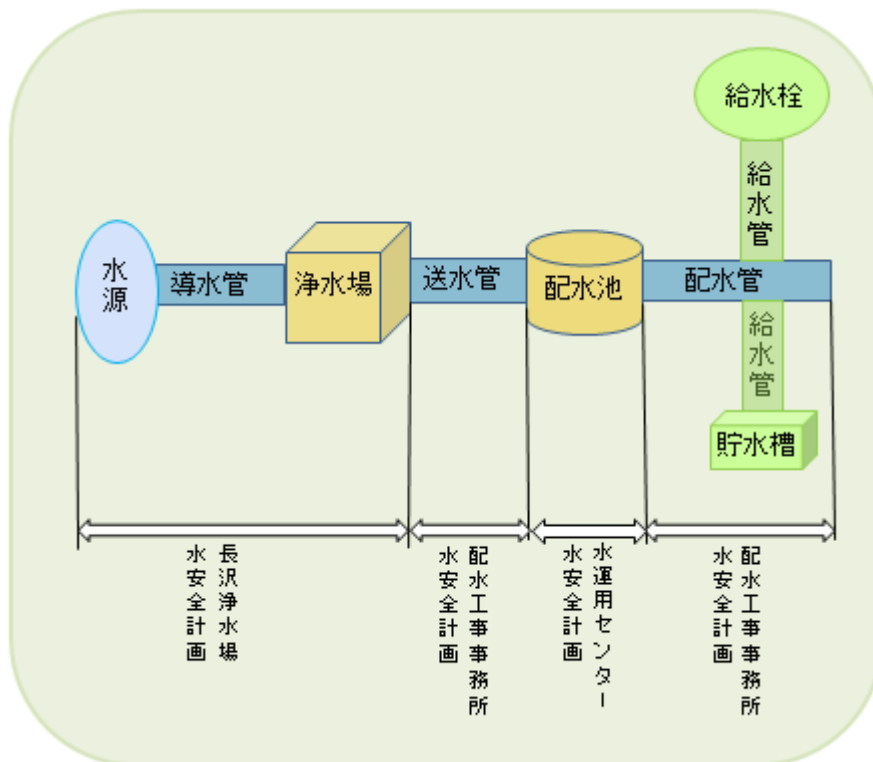 給水栓
給水管
水源
導水管
浄水場
送水管
配水池
配水管
給水管
貯水槽
長沢浄水場
水安全計画
配水工事事務所
水安全計画
水運用センター
水安全計画
配水工事事務所
水安全計画